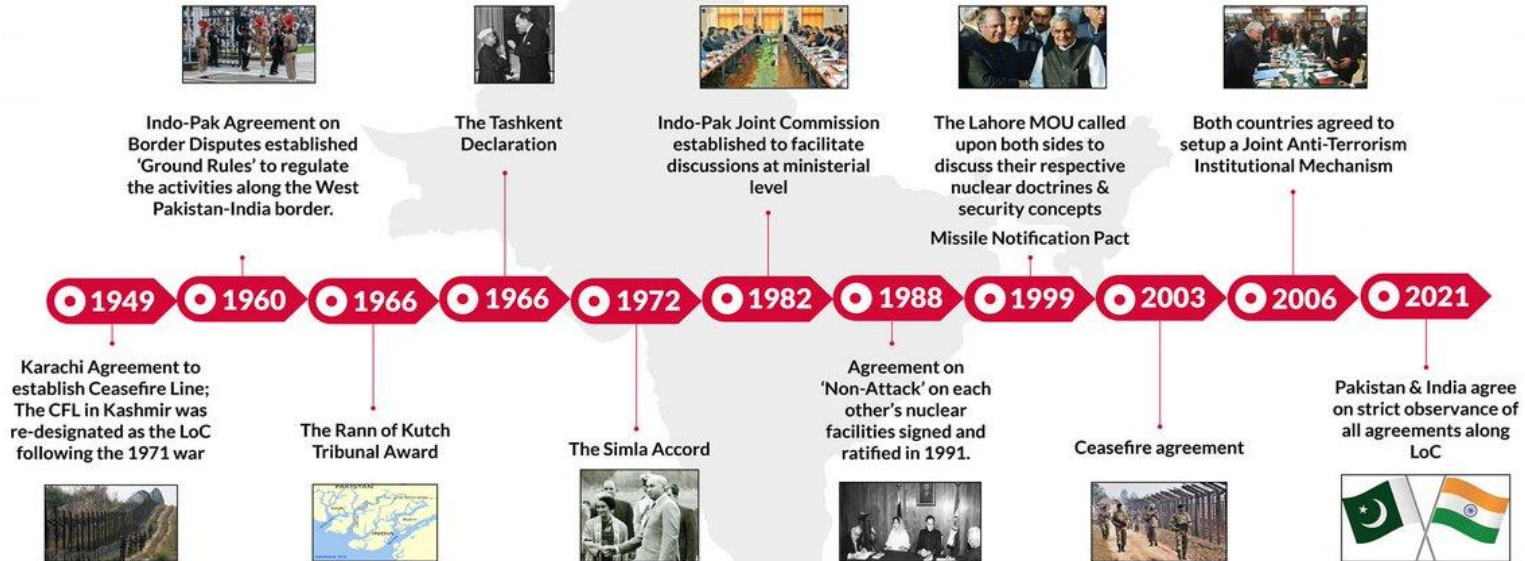 Indo-Pak Agreement on
Border Disputes established
‘Ground Rules’ to regulate
the activities along the West
Pakistan-India border.
The Tashkent
Declaration
Indo-Pak Joint Commission
established to facilitate
discussions at ministerial
level
The Lahore MOU called
upon both sides to
discuss their respective
nuclear doctrines &
security concepts
Missile Notification Pact
Both countries agreed to
setup a Joint Anti-Terrorism
Institutional Mechanism
1949
1960
1966
1966
1972
1982
1988
1999
2003
2006
2021
Karachi Agreement to
establish Ceasefire Line;
The CFL in Kashmir was
re-designated as the LoC
following the 1971 war
The Rann of Kutch
Tribunal Award
The Simla Accord
Agreement on
‘Non-Attack’ on each
other’s nuclear
facilities signed and
ratified in 1991.
Ceasefire agreement
Pakistan & India agree
on strict observance of
all agreements along
LoC
PAKISTAN
INDIA